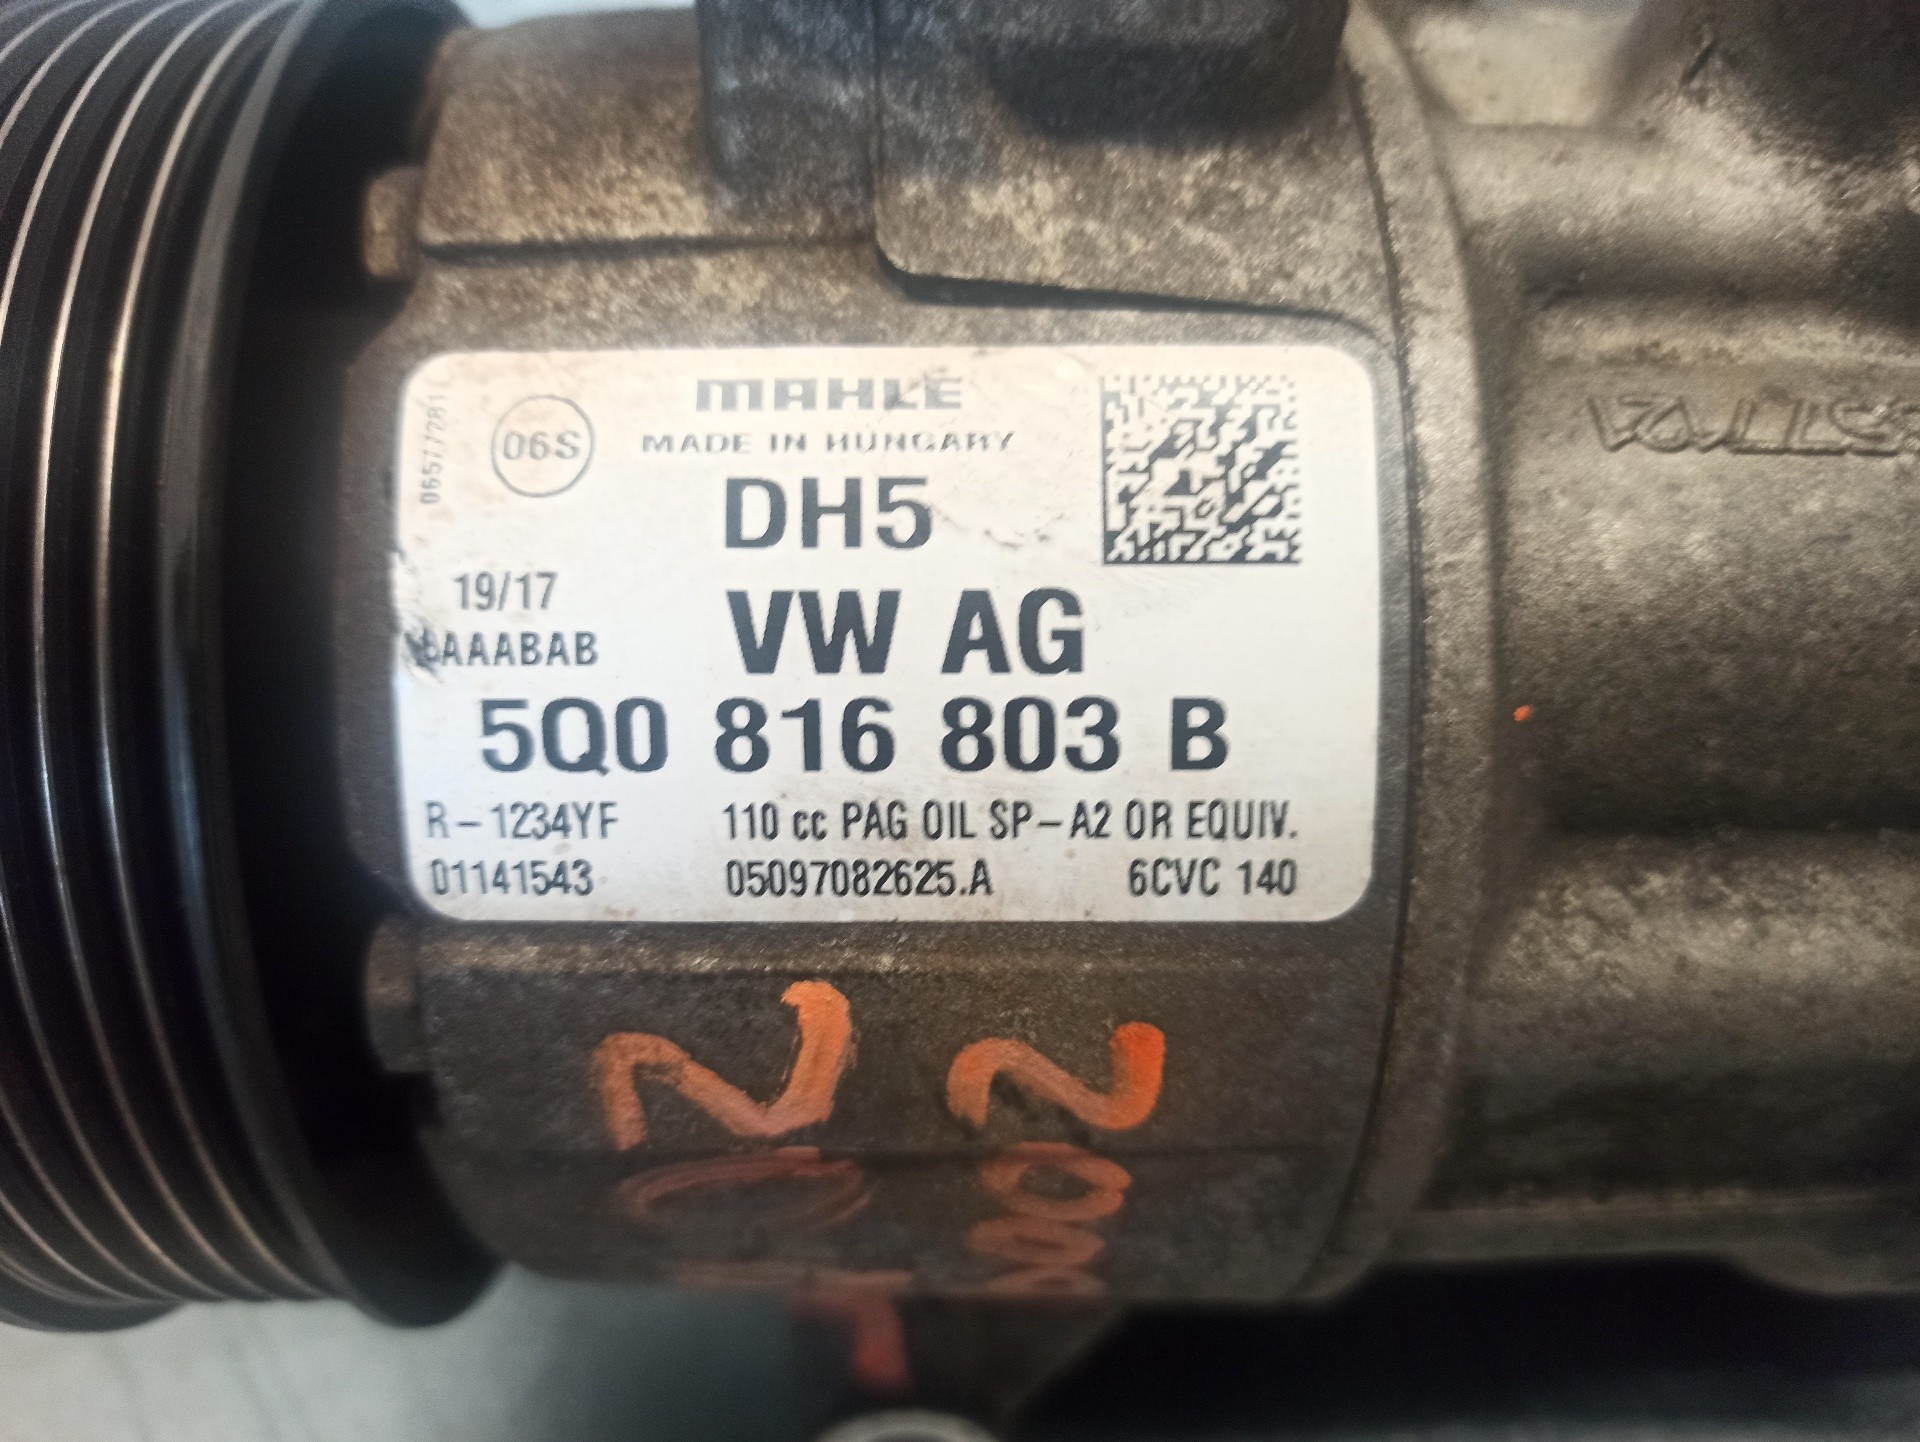 MAHLE
MADE IN HUNGARY
06S
DH5
19/17
VW AG
5Q0 816 803 B
R-1234YF 110 cc PAG OIL SP-A2 OR EQUIV.
01141543 05097082625.A 6CVC 140